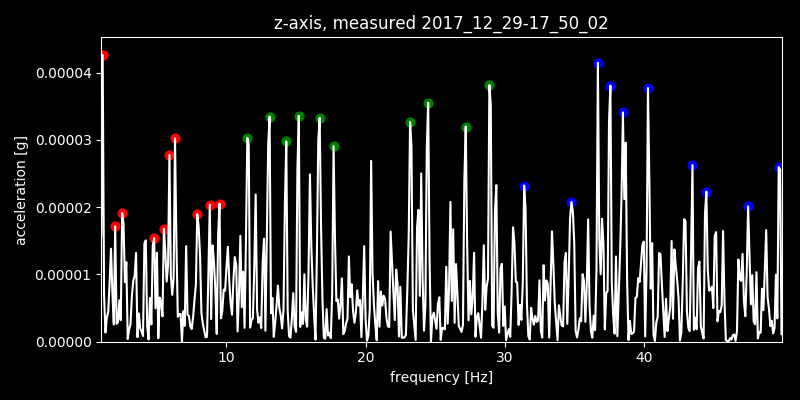 z-axis, measured 2017_12_29-17_50_02
0.00004
0.00003
0.00002
0.00001
0.00000
acceleration [g]
10 20 30 40
frequency [Hz]